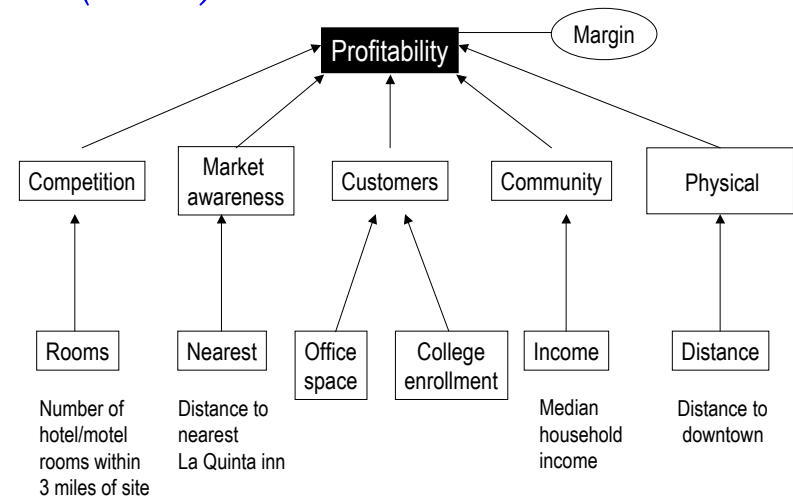 Profitability
Margin
Competition
Market
awareness
Customers
Community
Physical
Rooms
Nearest
Office
space
College
enrollment
Income
Distance
Number of
hotel/motel
rooms within
3 miles of site
Distance to
nearest
La Quinta inn
Median
household
income
Distance to
downtown